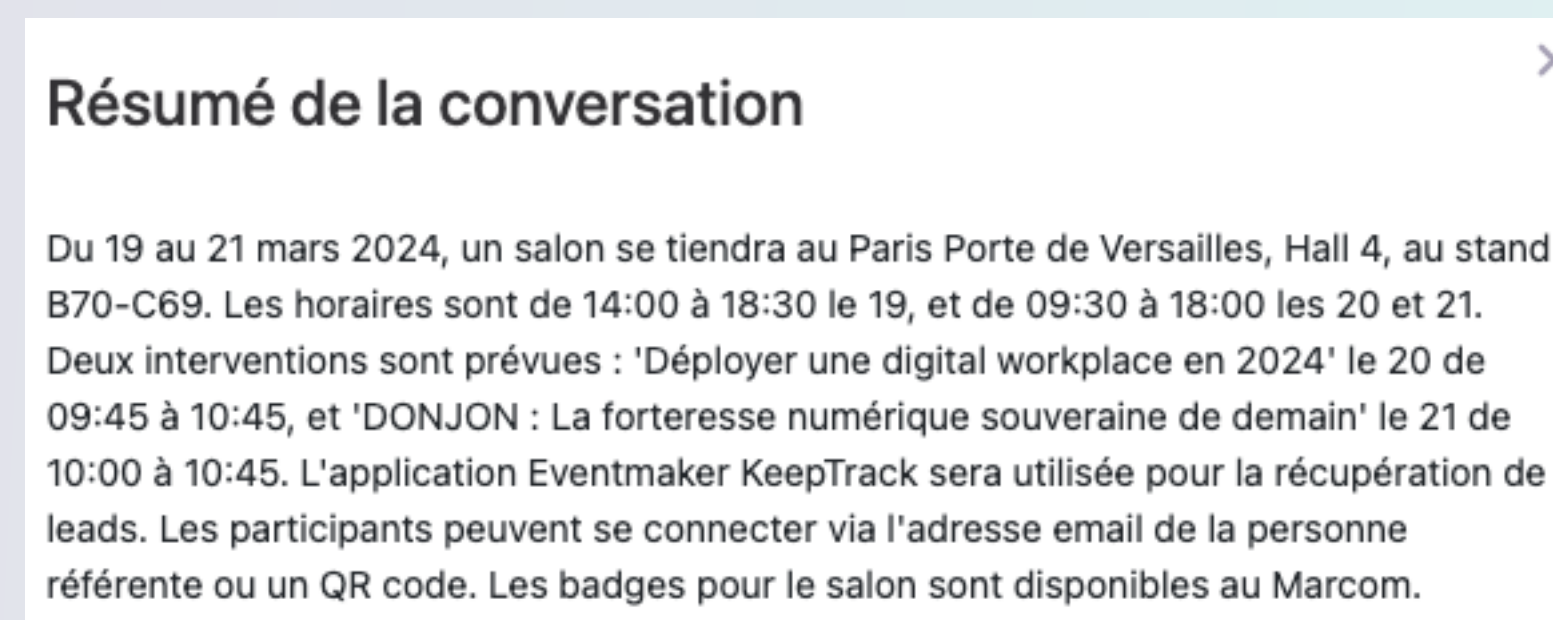 Résumé de la conversation
Du 19 au 21 mars 2024, un salon se tiendra au Paris Porte de Versailles, Hall 4, au stand
B70-C69. Les horaires sont de 14:00 à 18:30 le 19, et de 09:30 à 18:00 les 20 et 21.
Deux interventions sont prévues : 'Déployer une digital workplace en 2024' le 20 de
09:45 à 10:45, et 'DONJON : La forteresse numérique souveraine de demain' le 21 de
10:00 à 10:45. L'application Eventmaker KeepTrack sera utilisée pour la récupération de
leads. Les participants peuvent se connecter via l'adresse email de la personne
référente ou un QR code. Les badges pour le salon sont disponibles au Marcom.